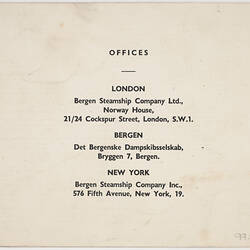 OFFICES
LONDON
Bergen Steamship Company Ltd.,
Norway House,
21/24 Cockspur Street, London, S.W.1.
BERGEN
Det Bergenske Dampskibsselskab,
Bryggen 7, Bergen.
NEW YORK
Bergen Steamship Company Inc.,
576 Fifth Avenue, New York, 19.